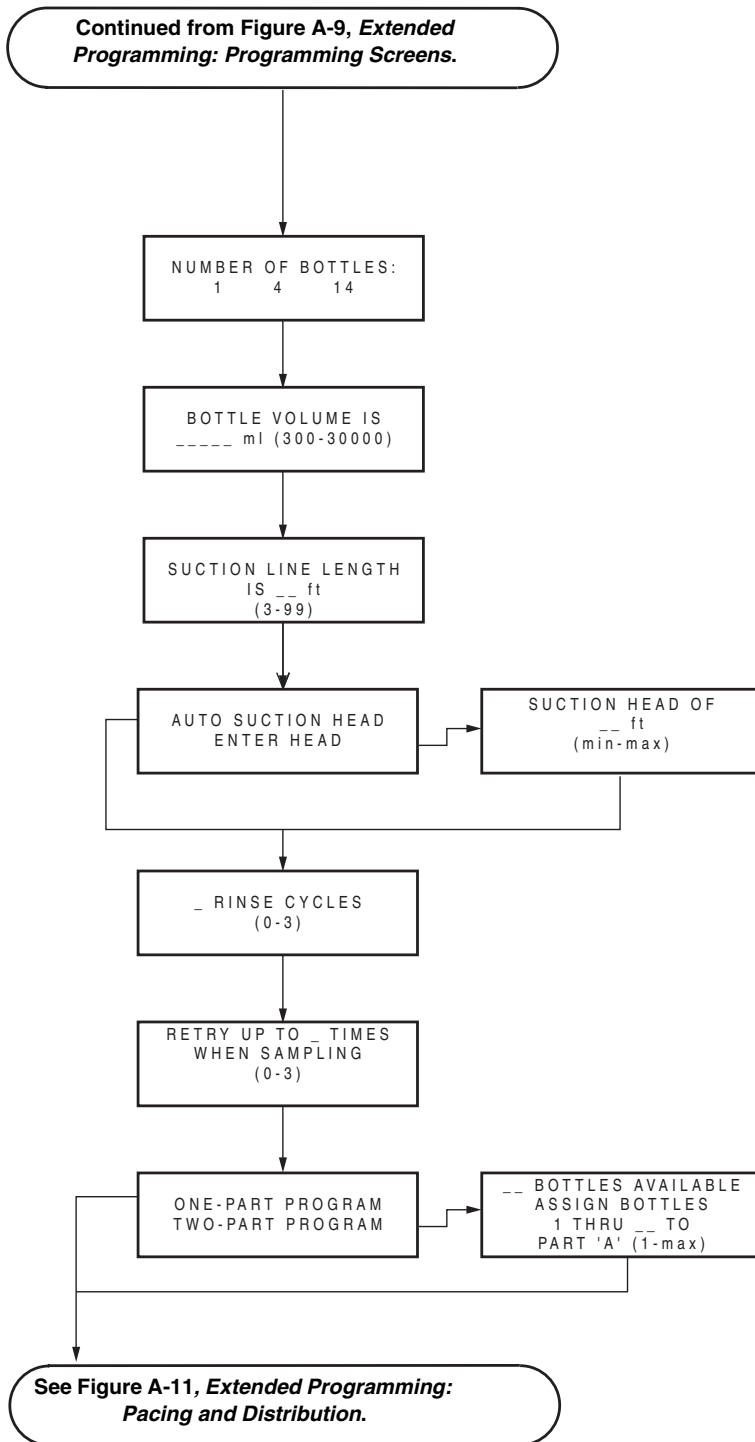 Continued from Figure A-9, Extended
Programming: Programming Screens.
NUMBER OF BOTTLES:
1 4 14
BOTTLE VOLUME IS
_____ ml (300-30000)
SUCTION LINE LENGTH
IS __ ft
(3-99)
AUTO SUCTION HEAD
ENTER HEAD
SUCTION HEAD OF
__ ft
(min-max)
_ RINSE CYCLES
(0-3)
RETRY UP TO _ TIMES
WHEN SAMPLING
(0-3)
ONE-PART PROGRAM
TWO-PART PROGRAM
__ BOTTLES AVAILABLE
ASSIGN BOTTLES
1 THRU __ TO
PART 'A' (1-max)
See Figure A-11, Extended Programming:
Pacing and Distribution.